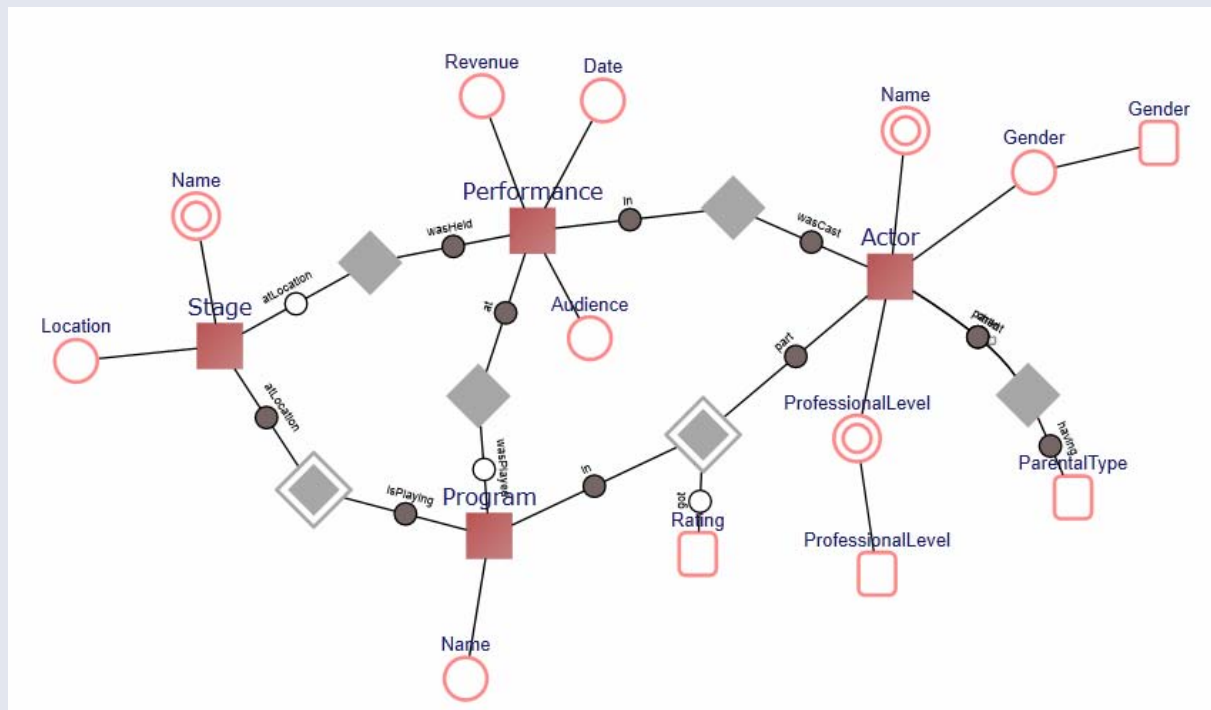 Revenue
Date
Name
Gender
Gender
Name
Performance
in
wasHeld
wasCast
Actor
atLocation
Stage
at
Audience
Location
part
atLocation
ProfessionalLevel
having
ParentalType
wasPlayed
in
isPlaying
Program
got
Rating
ProfessionalLevel
Name